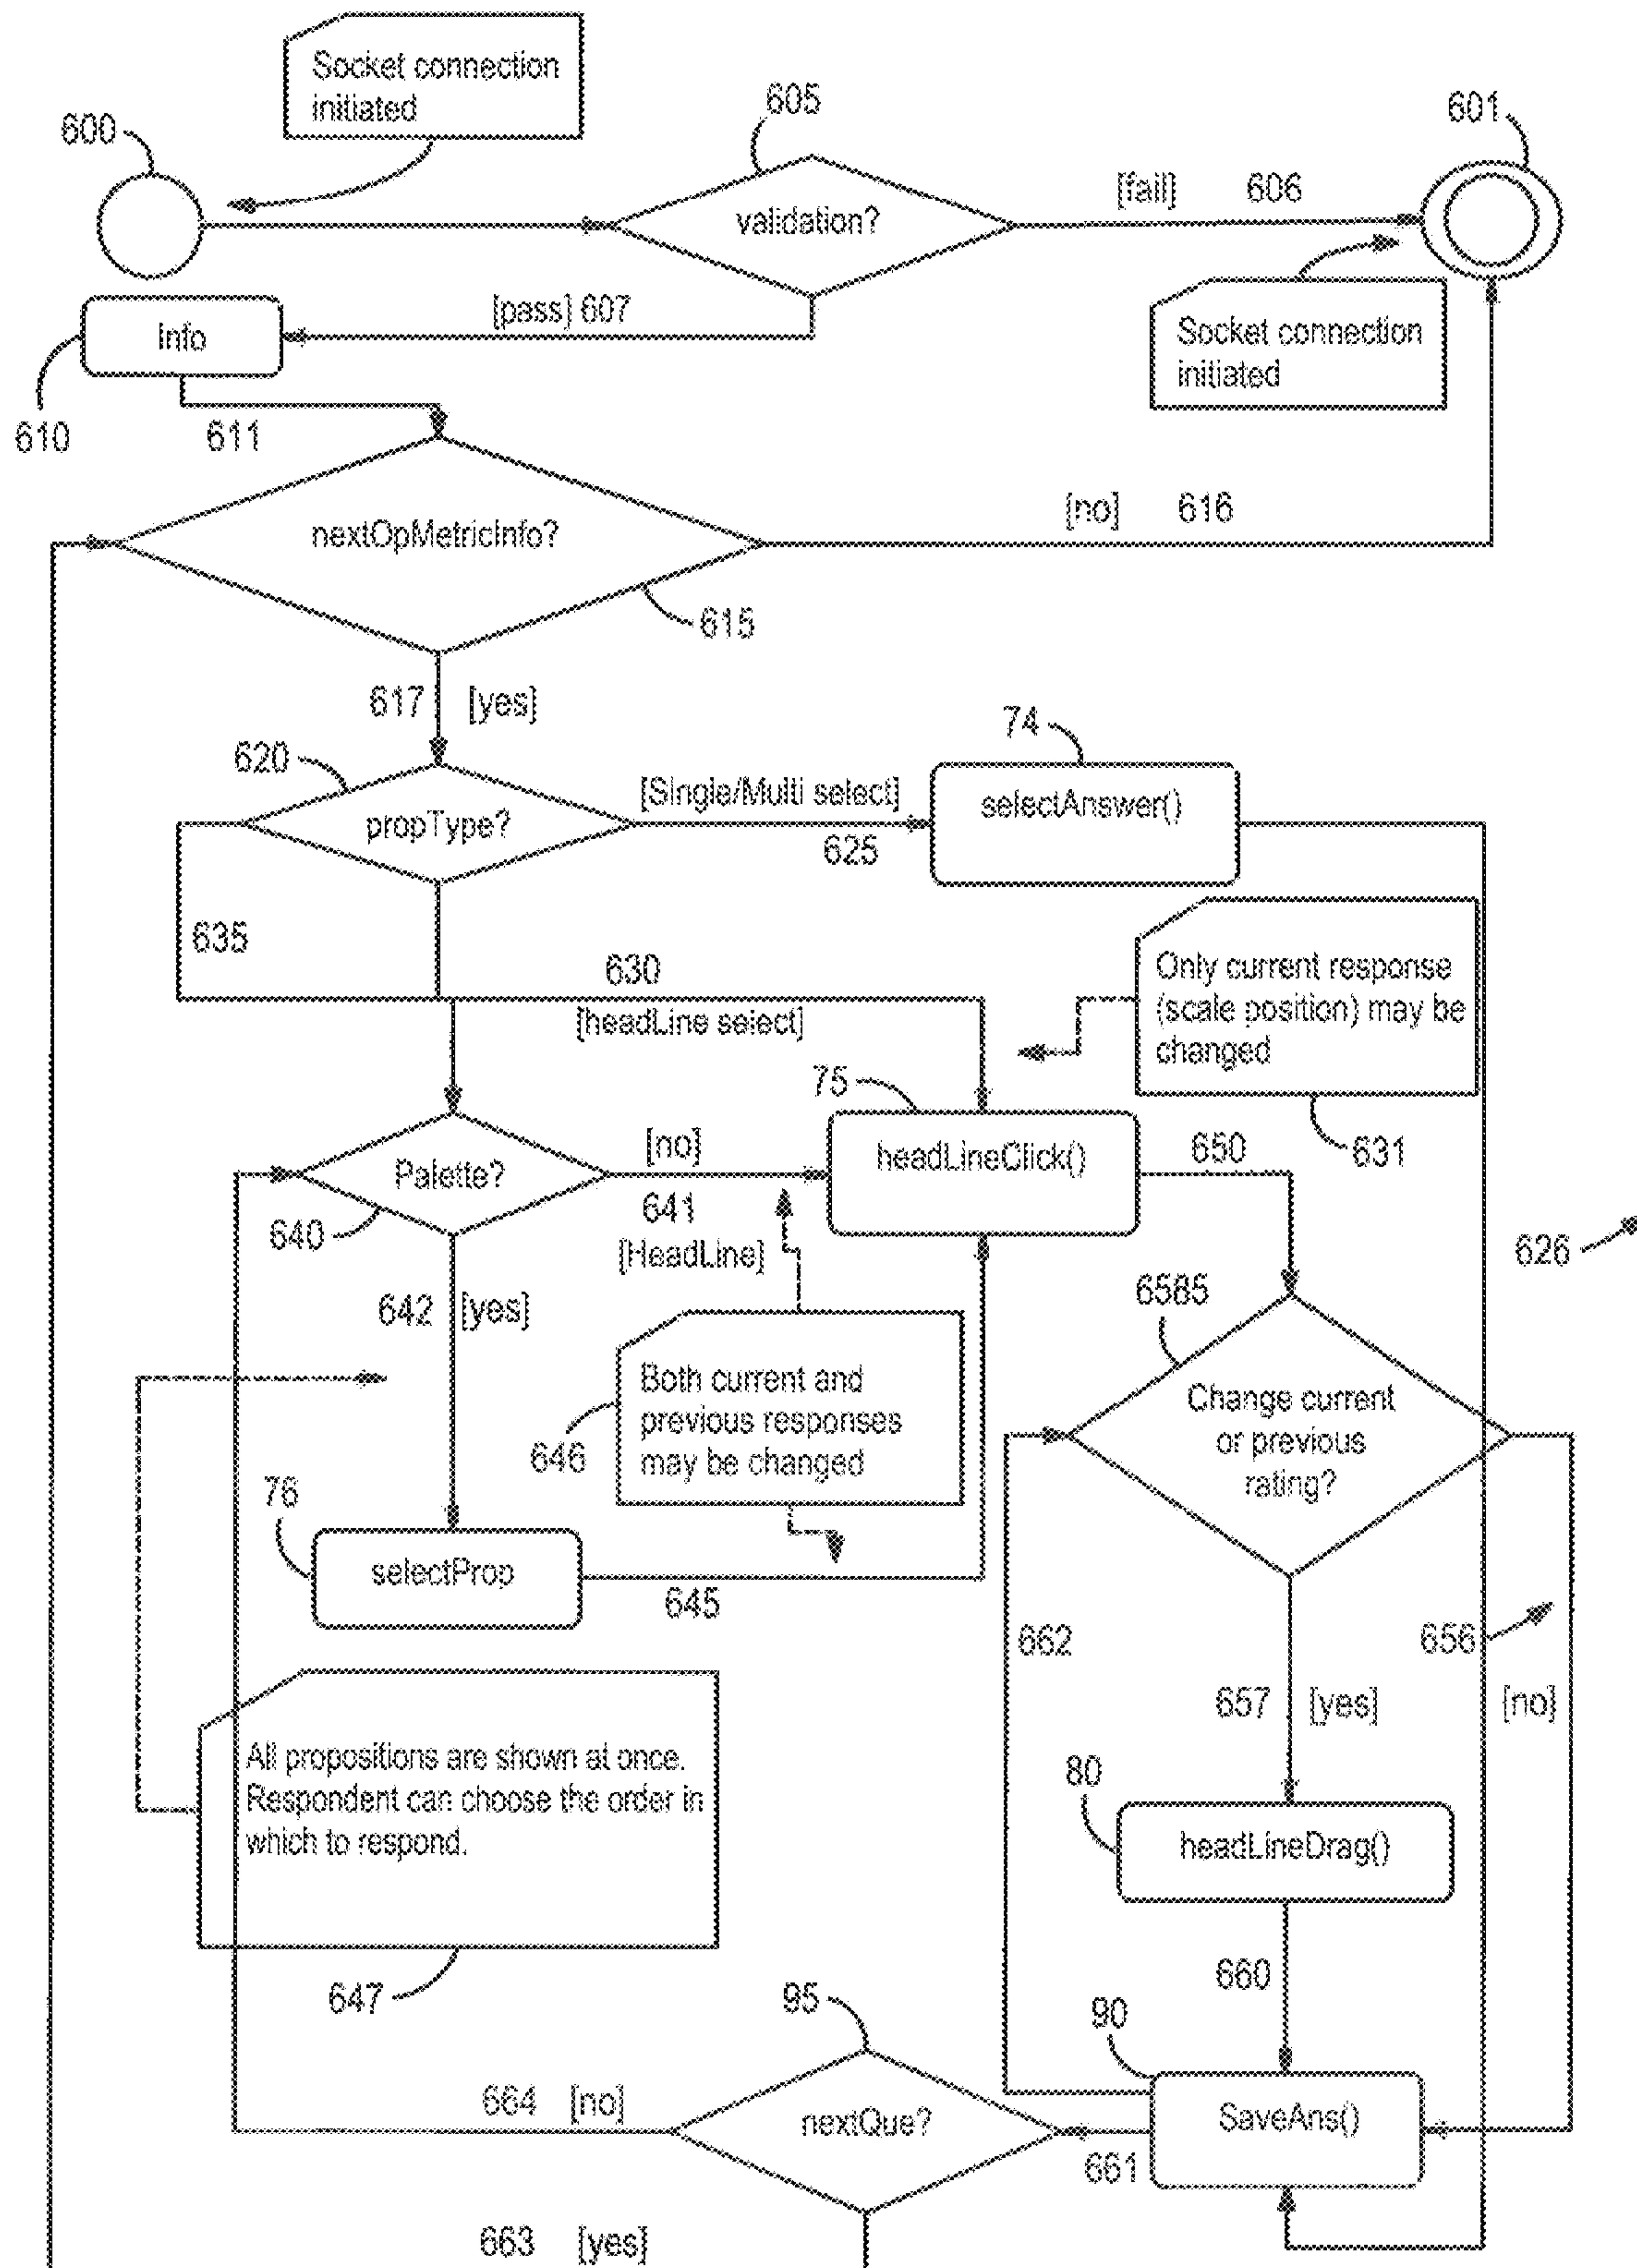 Socket connection
initiated
600
605
601
validation?
[fail] 606
[pass] 607
Info
Socket connection
initiated
610
611
nextOpMetricInfo?
[no] 616
615
617 [yes]
74
620
propType?
[Single/Multi select]
625
selectAnswer()
635
630
[headLine select]
Only current response
(scale position) may be
changed
75
631
Palette?
[no]
641
[HeadLine]
headLineClick()
650
640
626
642 [yes]
6585
Both current and
previous responses
may be changed
646
Change current
or previous
rating?
76
selectProp
645
662
656
657 [yes]
[no]
All propositions are shown at once.
Respondent can choose the order in
which to respond.
80
headLineDrag()
647
660
95
90
664 [no]
nextQue?
SaveAns()
661
663 [yes]